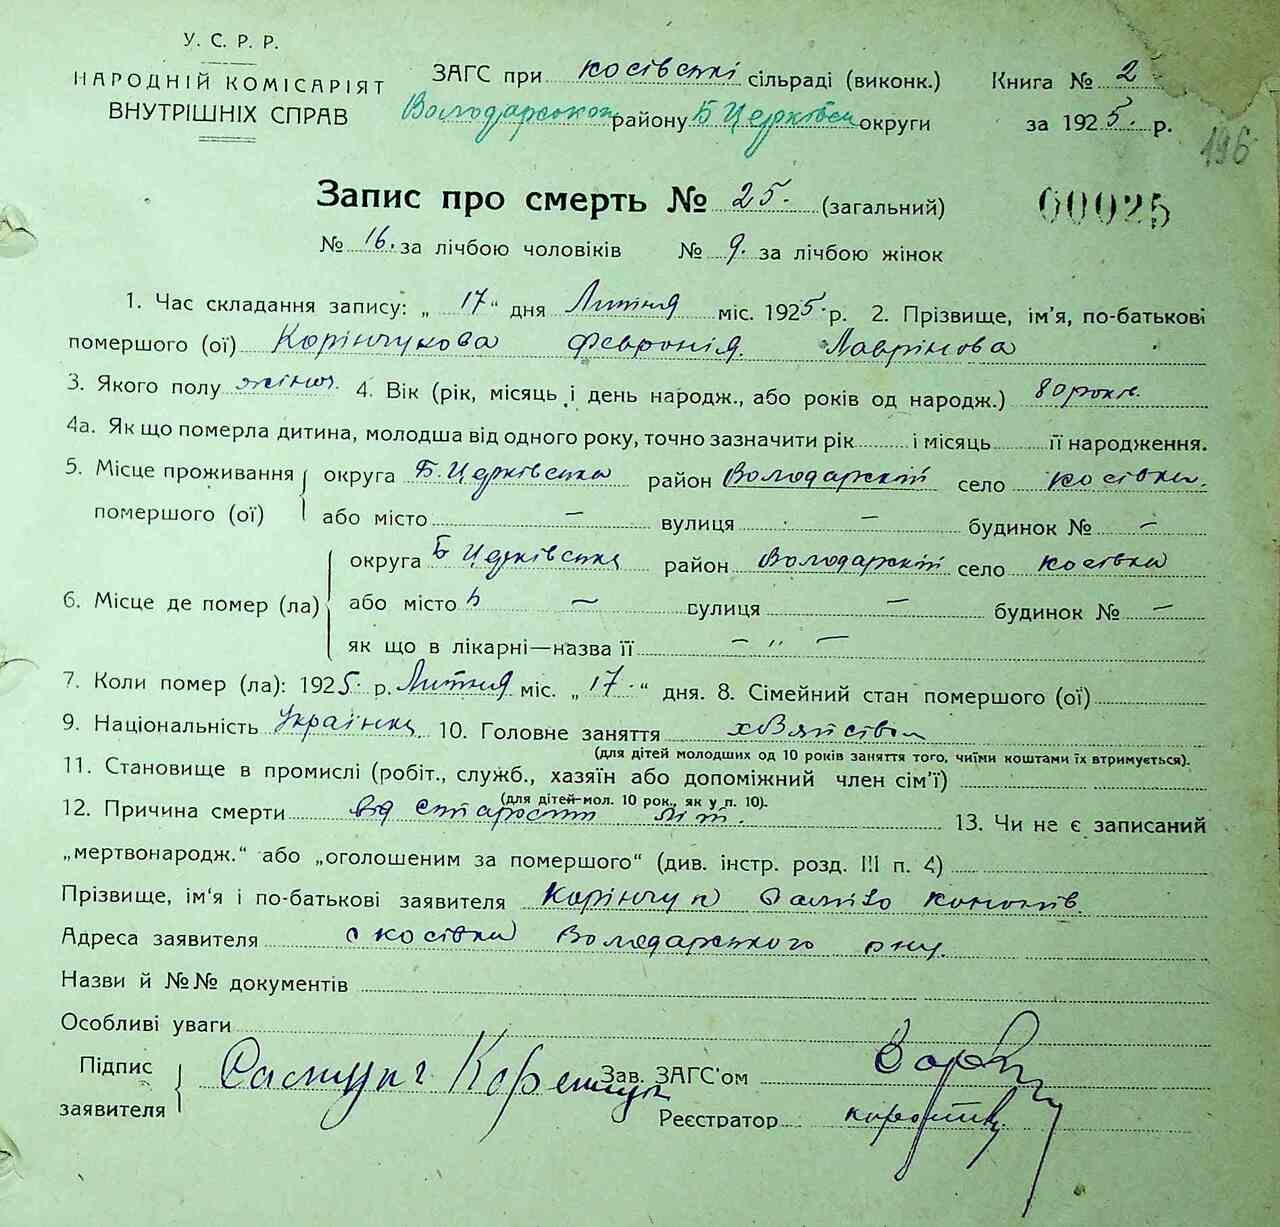 У. С. Р. Р.
НАРОДНІЙ КОМІСАРІЯТ
ВНУТРІШНІХ СПРАВ
ЗАГС при Косівскі сільраді (виконк.)
Книга № 2
Володарского району Б Церківськ округи
за 1925. р.
196
Запис про смерть № 25. (загальний)
00025
№ 16. за лічбою чоловіків № 9. за лічбою жінок
1. Час складання запису: „ 17 “ дня Лютня міс. 1925 р. 2. Прізвище, ім'я, по-батькові
помершого (ої) Корінчукова Февронія. Лаврінова
3. Якого полу жіноч. 4. Вік (рік, місяць і день народж., або років од народж.) 80 років.
4а. Як що померла дитина, молодша від одного року, точно зазначити рік і місяць її народження.
5. Місце проживання округа Б. Церківська район Володарскій село Косівка.
помершого (ої) або місто — вулиця — будинок № —
округа Б Церківська район Володарскій село Косівка
6. Місце де помер (ла) або місто — вулиця — будинок № —
як що в лікарні—назва її — „ —
7. Коли помер (ла): 1925 р. Лютня міс. „ 17 “ дня. 8. Сімейний стан помершого (ої)
9. Національність Українка 10. Головне заняття
(для дітей молодших од 10 років заняття того, чиїми коштами їх втримується).
11. Становище в промислі (робіт., служб., хазяїн або допоміжний член сім'ї)
(для дітей-мол. 10 рок., як у п. 10).
12. Причина смерти від старости літ. 13. Чи не є записаний
„мертвонародж.“ або „оголошеним за помершого“ (див. інстр. розд. III п. 4)
Прізвище, ім'я і по-батькові заявителя Корінчук
Адреса заявителя с Косівка Володарського р-ну.
Назви й №№ документів
Особливі уваги
Підпис
заявителя
Зав. ЗАГС'ом
Реєстратор